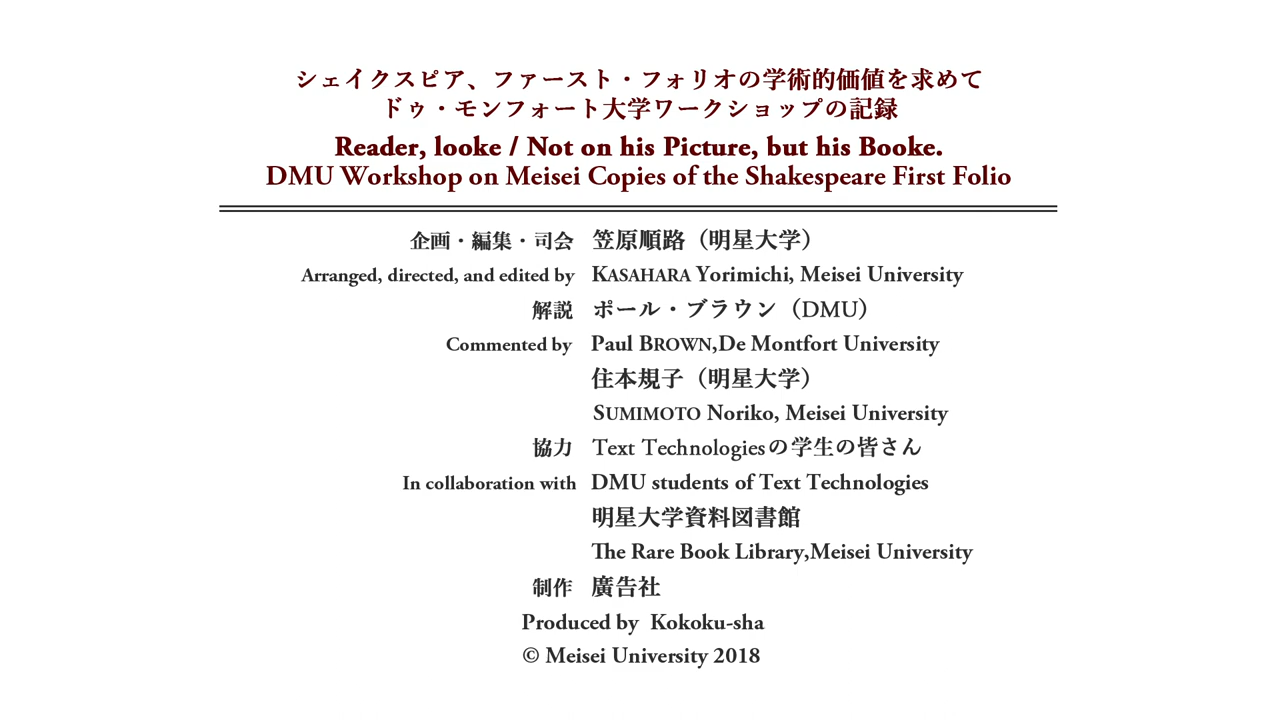 シェイクスピア、ファースト・フォリオの学術的価値を求めて
ドゥ・モンフォート大学ワークショップの記録
Reader, looke / Not on his Picture, but his Booke.
DMU Workshop on Meisei Copies of the Shakespeare First Folio
企画・編集・司会 笠原順路（明星大学）
Arranged, directed, and edited by KASAHARA Yorimichi, Meisei University
解説 ポール・ブラウン（DMU）
Commented by Paul BROWN,De Montfort University
住本規子（明星大学）
SUMIMOTO Noriko, Meisei University
協力 Text Technologiesの学生の皆さん
In collaboration with DMU students of Text Technologies
明星大学資料図書館
The Rare Book Library,Meisei University
制作 廣告社
Produced by Kokoku-sha
© Meisei University 2018